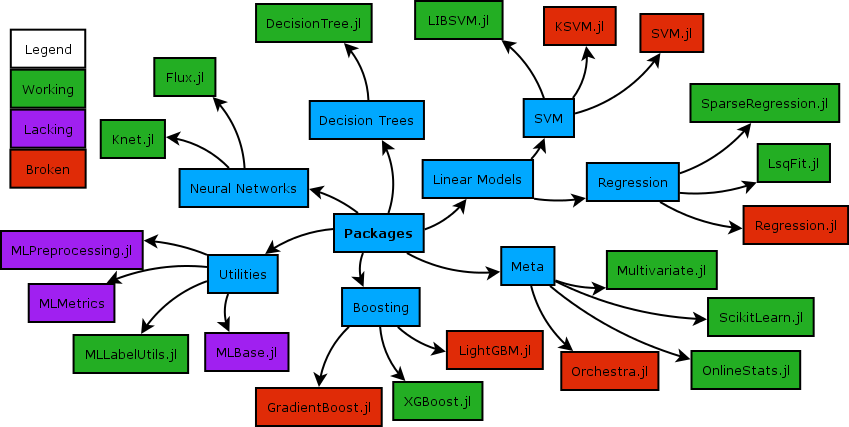 DecisionTree.jl
LIBSVM.jl
KSVM.jl
SVM.jl
Legend
Working
Lacking
Broken
Flux.jl
Knet.jl
Decision Trees
SVM
SparseRegression.jl
LsqFit.jl
Neural Networks
Linear Models
Regression
Regression.jl
Packages
MLPreprocessing.jl
Utilities
Meta
Multivariate.jl
MLMetrics
Boosting
ScikitLearn.jl
MLLabelUtils.jl
MLBase.jl
LightGBM.jl
Orchestra.jl
OnlineStats.jl
GradientBoost.jl
XGBoost.jl